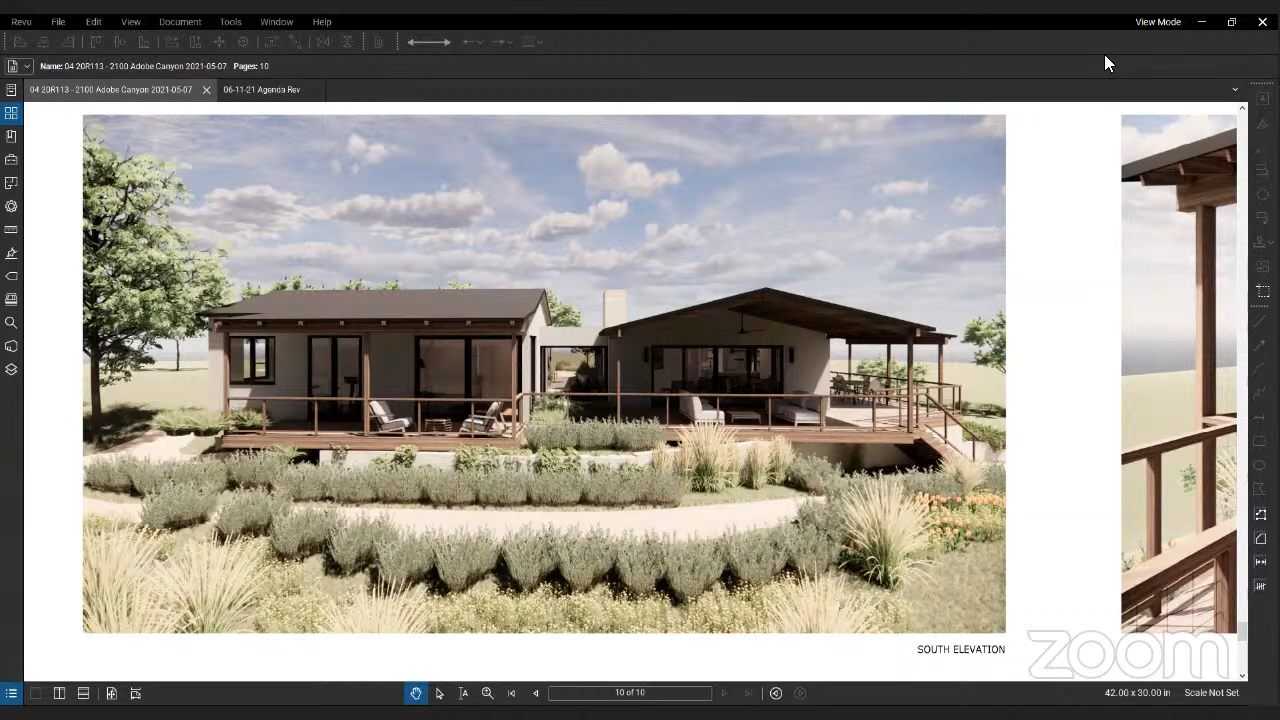 Revu File Edit View Document Tools Window Help View Mode
Name: 04 20R113 - 2100 Adobe Canyon 2021-05-07 Pages: 10
04 20R113 - 2100 Adobe Canyon 2021-05-07 06-11-21 Agenda Rev
SOUTH ELEVATION
zoom
10 of 10 42.00 x 30.00 in Scale Not Set